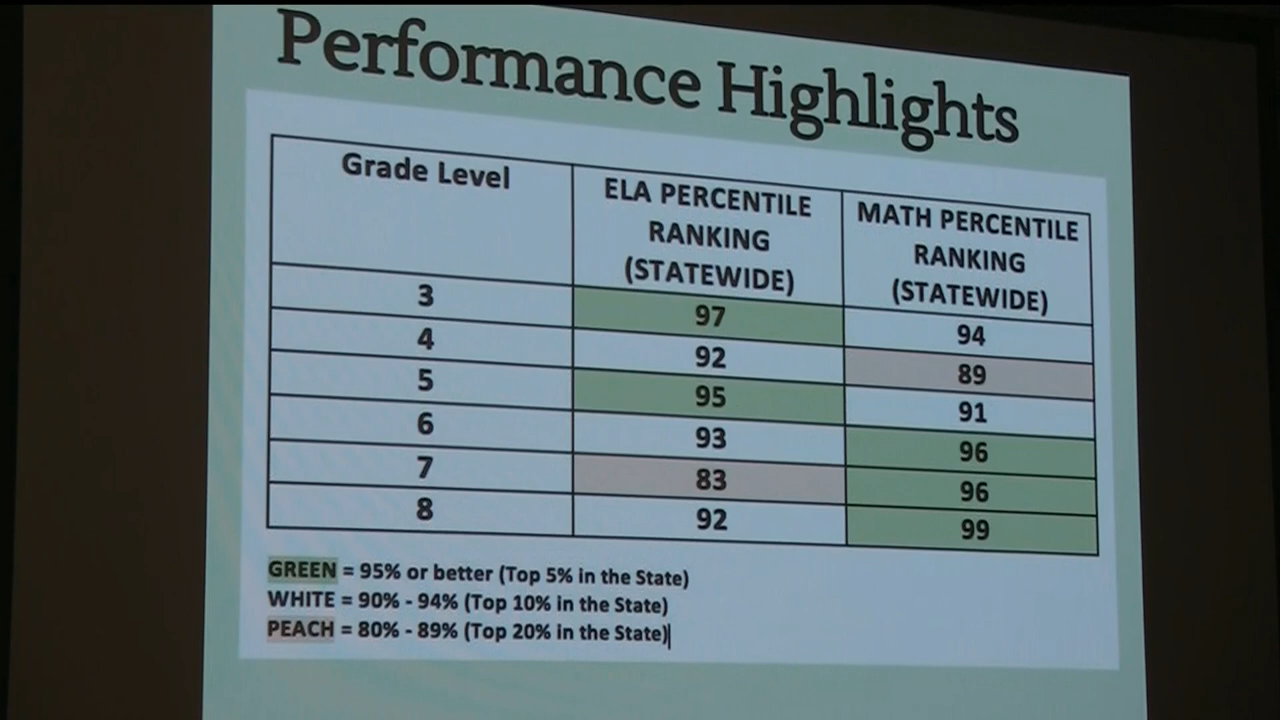 Performance Highlights
Grade Level
ELA PERCENTILE
RANKING
(STATEWIDE)
MATH PERCENTILE
RANKING
(STATEWIDE)
3 97 94
4 92 89
5 95 91
6 93 96
7 83 96
8 92 99
GREEN = 95% or better (Top 5% in the State)
WHITE = 90% - 94% (Top 10% in the State)
PEACH = 80% - 89% (Top 20% in the State)